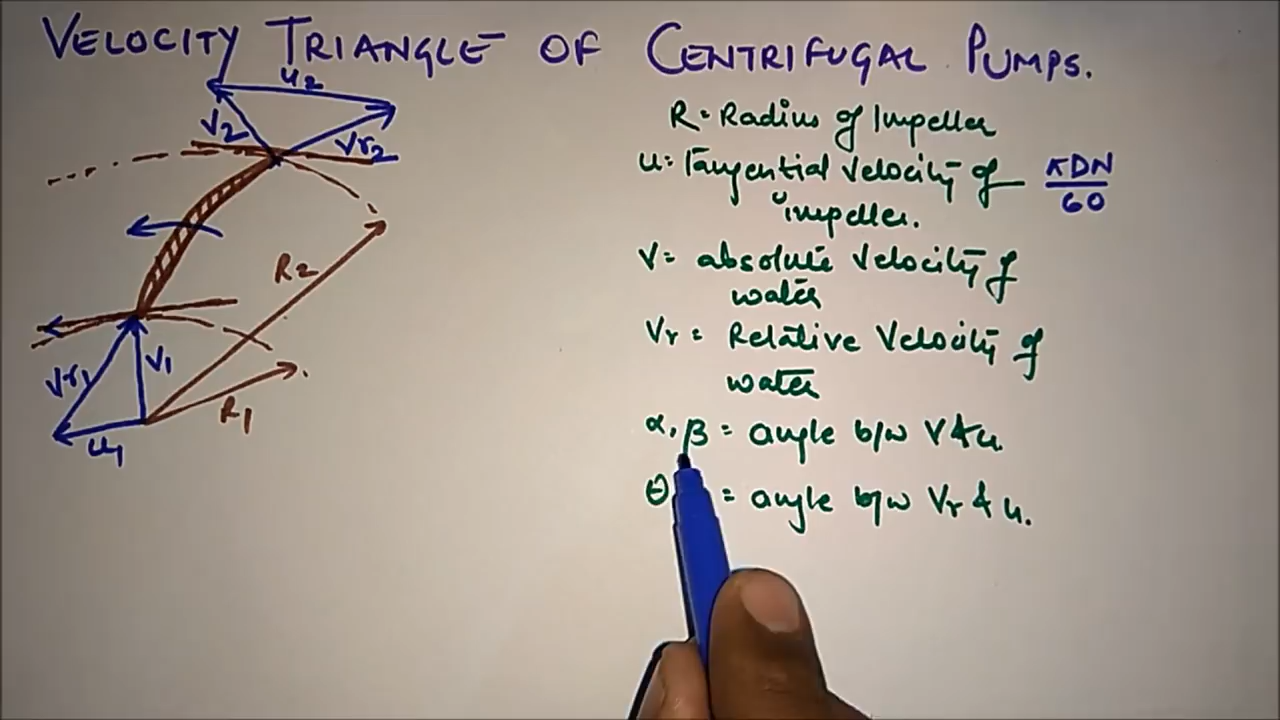 VELOCITY TRIANGLE OF CENTRIFUGAL PUMPS.
u2
V2
Vr2
R2
Vr1
V1
R1
u1
R = Radius of Impeller
u = Tangential Velocity of πDN/60
impeller.
V = absolute Velocity of
water
Vr = Relative Velocity of
water
α, β = angle b/w V & u
θ = angle b/w Vr & u.